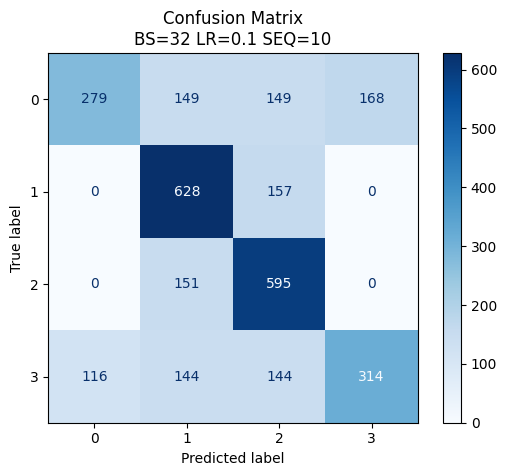 Confusion Matrix
BS=32 LR=0.1 SEQ=10
0 279 149 149 168
1 0 628 157 0
2 0 151 595 0
3 116 144 144 314
0 1 2 3
Predicted label
True label
600
500
400
300
200
100
0